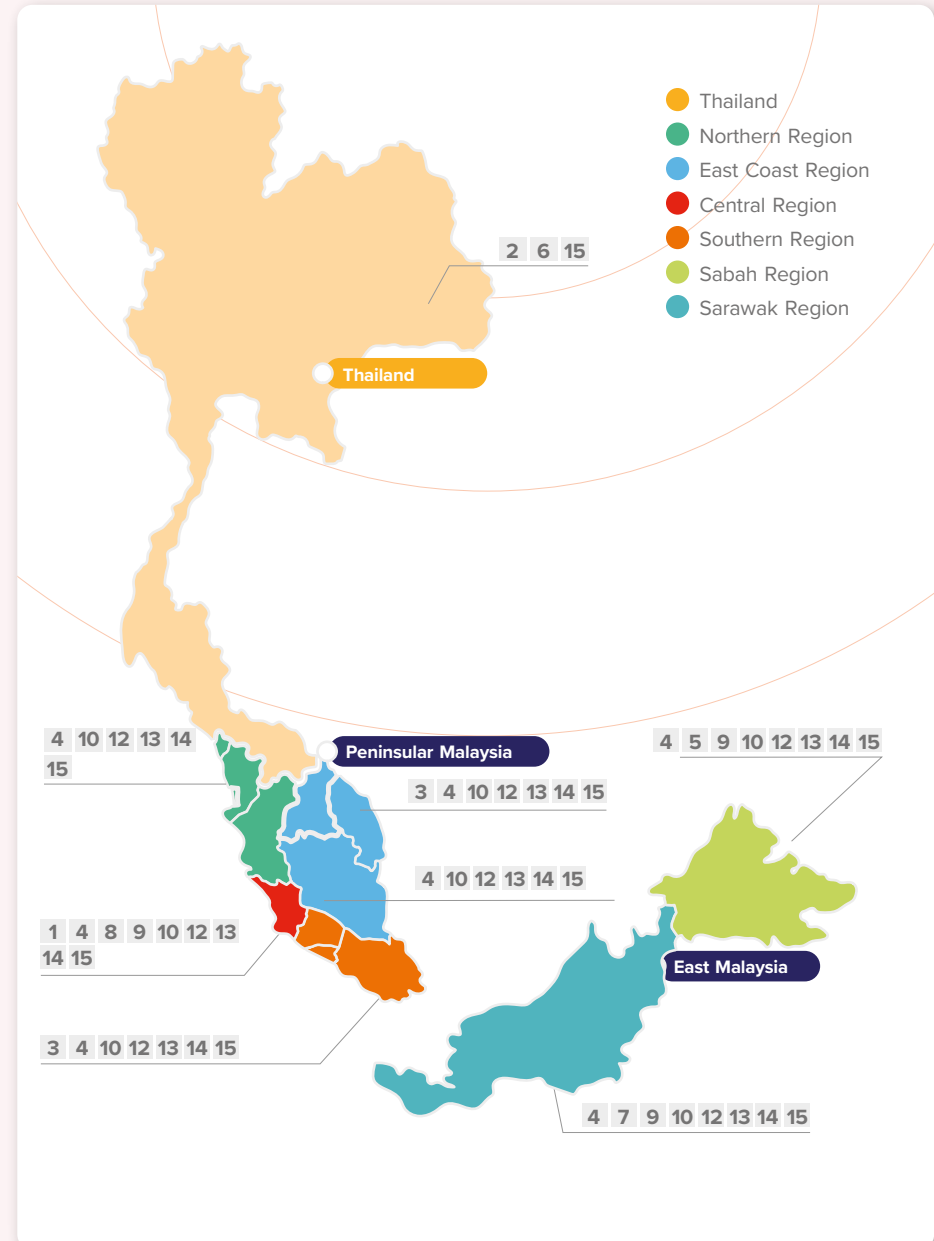 Thailand
Northern Region
East Coast Region
Central Region
Southern Region
Sabah Region
Sarawak Region
2 6 15
Thailand
4 10 12 13 14
15
Peninsular Malaysia
3 4 10 12 13 14 15
4 5 9 10 12 13 14 15
4 10 12 13 14 15
1 4 8 9 10 12 13
14 15
East Malaysia
3 4 10 12 13 14 15
4 7 9 10 12 13 14 15